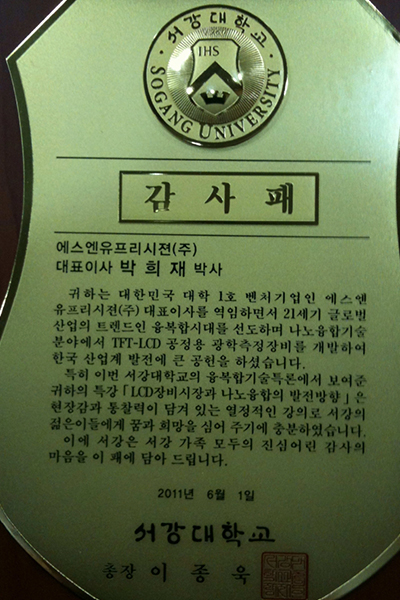 서강대학교
IHS
SOGANG UNIVERSITY
감사패
에스엔유프리시젼(주)
대표이사 박희재 박사
귀하는 대한민국 대학 1호 벤처기업인 에스엔
유프리시젼(주) 대표이사를 역임하면서 21세기 글로벌
산업의 트렌드인 융복합시대를 선도하며 나노융합기술
분야에서 TFT-LCD 공정용 광학측정장비를 개발하여
한국 산업계 발전에 큰 공헌을 하셨습니다.
특히 이번 서강대학교의 융복합기술특론에서 보여준
귀하의 특강「LCD장비시장과 나노융합의 발전방향」은
현장감과 통찰력이 담겨 있는 열정적인 강의로 서강의
젊은이들에게 꿈과 희망을 심어 주기에 충분하였습니다.
이에 서강은 서강 가족 모두의 진심어린 감사의
마음을 이 패에 담아 드립니다.
2011년 6월 1일
서강대학교
총장 이종욱